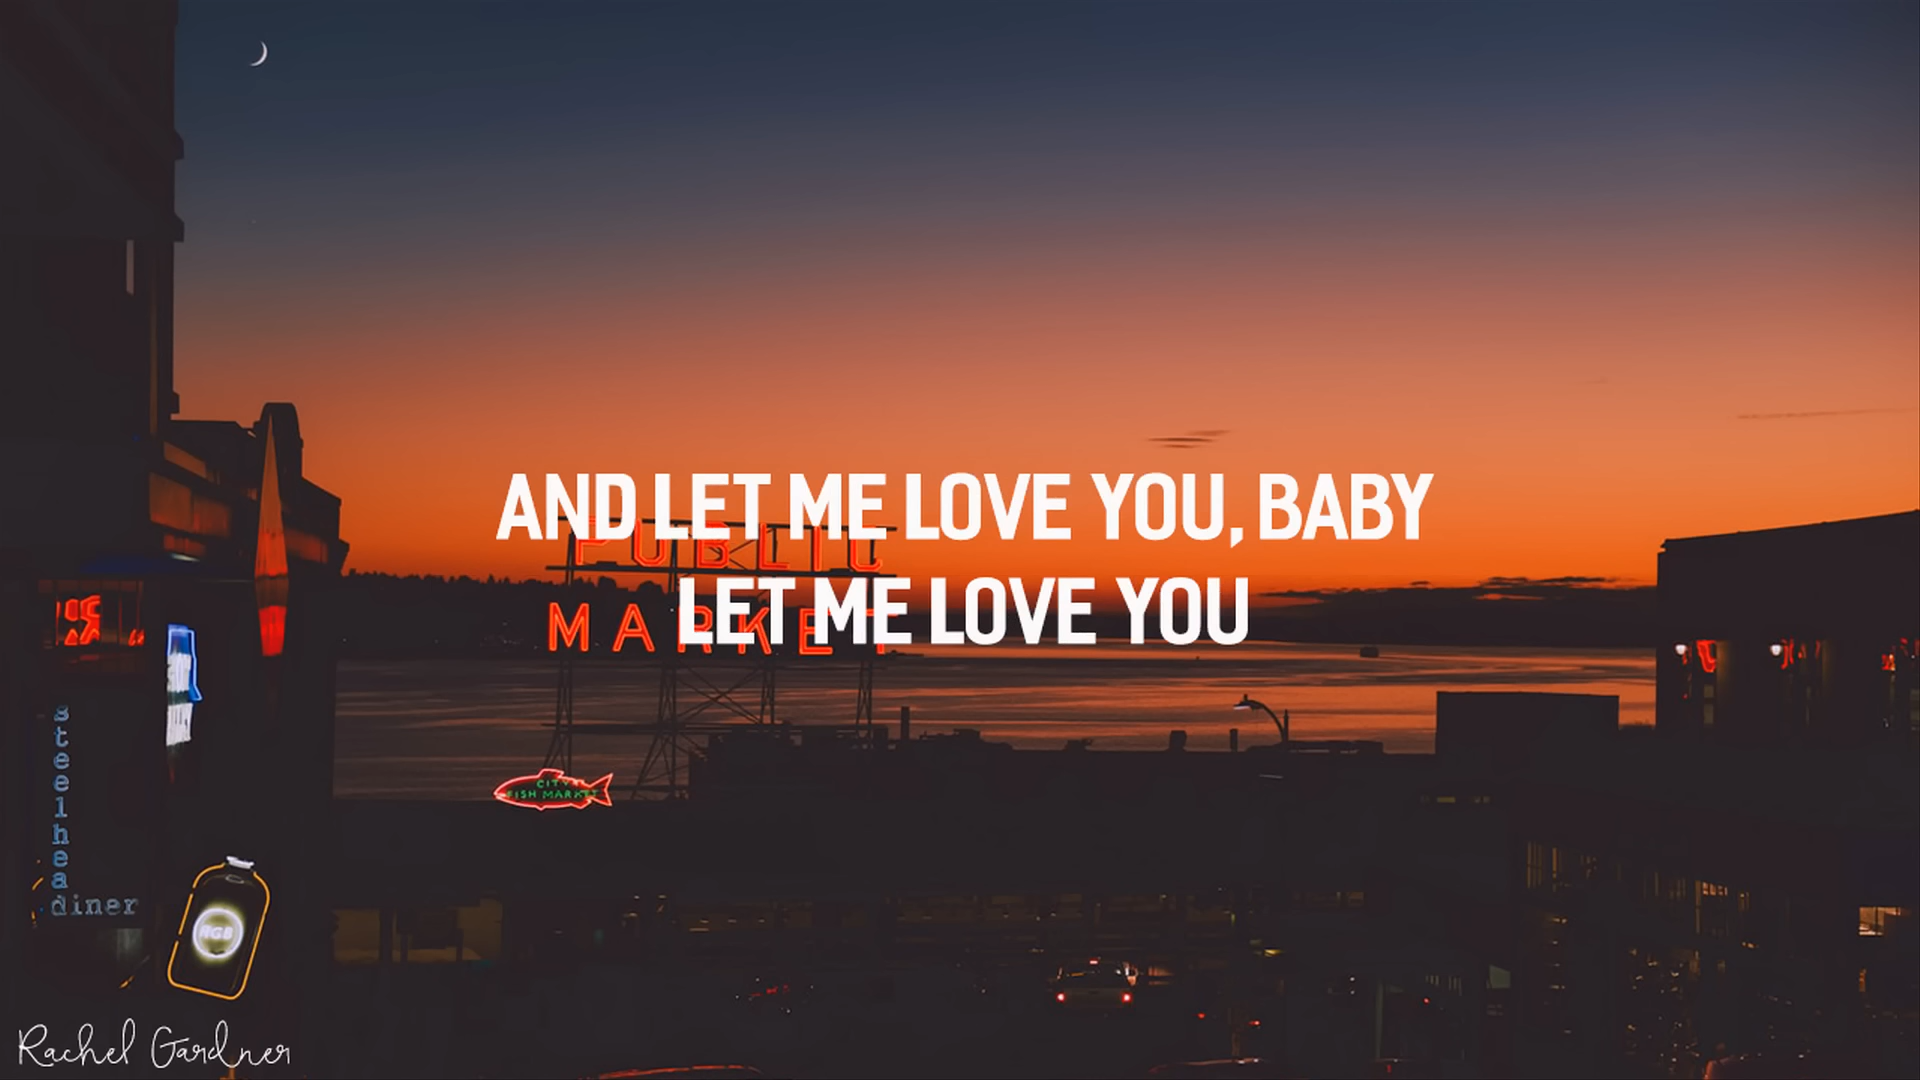 AND LET ME LOVE YOU, BABY
LET ME LOVE YOU
PUBLIC
MARKET
CITY
FISH MARKET
steelhead
diner
RGB
Rachel Gardner